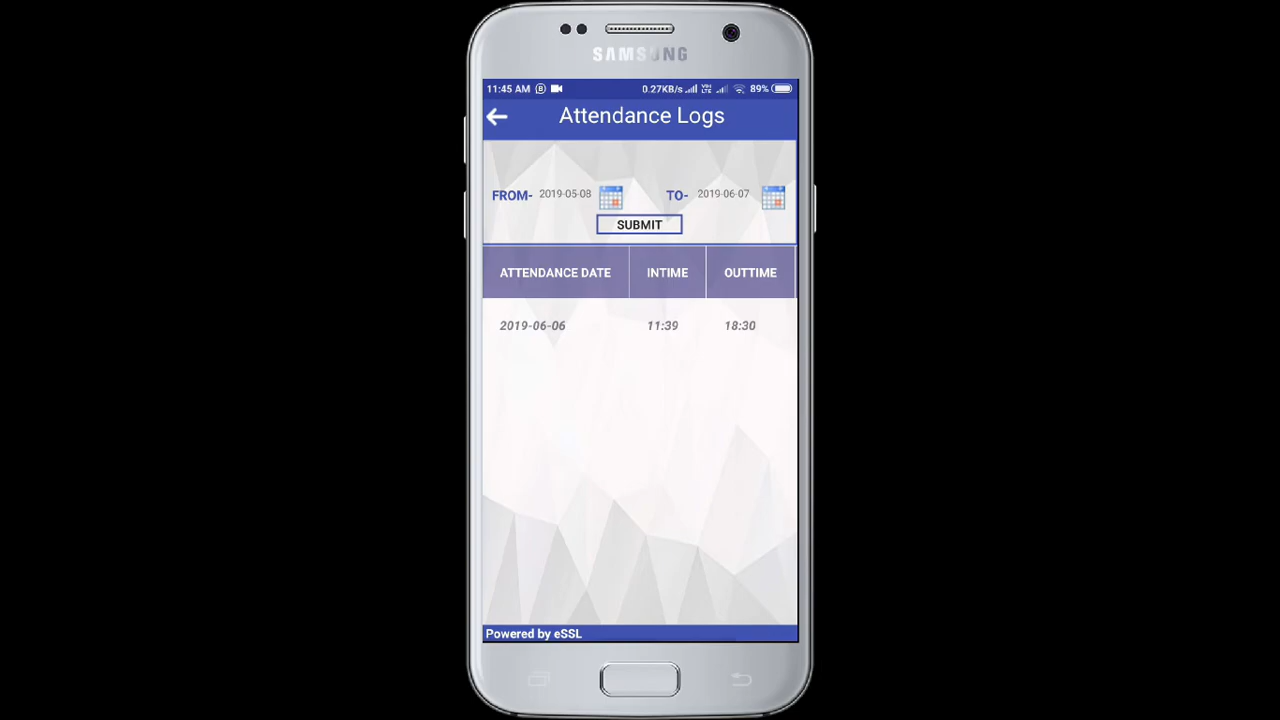 SAMSUNG
11:45 AM 0.27KB/s 89%
Attendance Logs
FROM- 2019-05-08 TO- 2019-06-07
SUBMIT
ATTENDANCE DATE INTIME OUTTIME
2019-06-06 11:39 18:30
Powered by eSSL